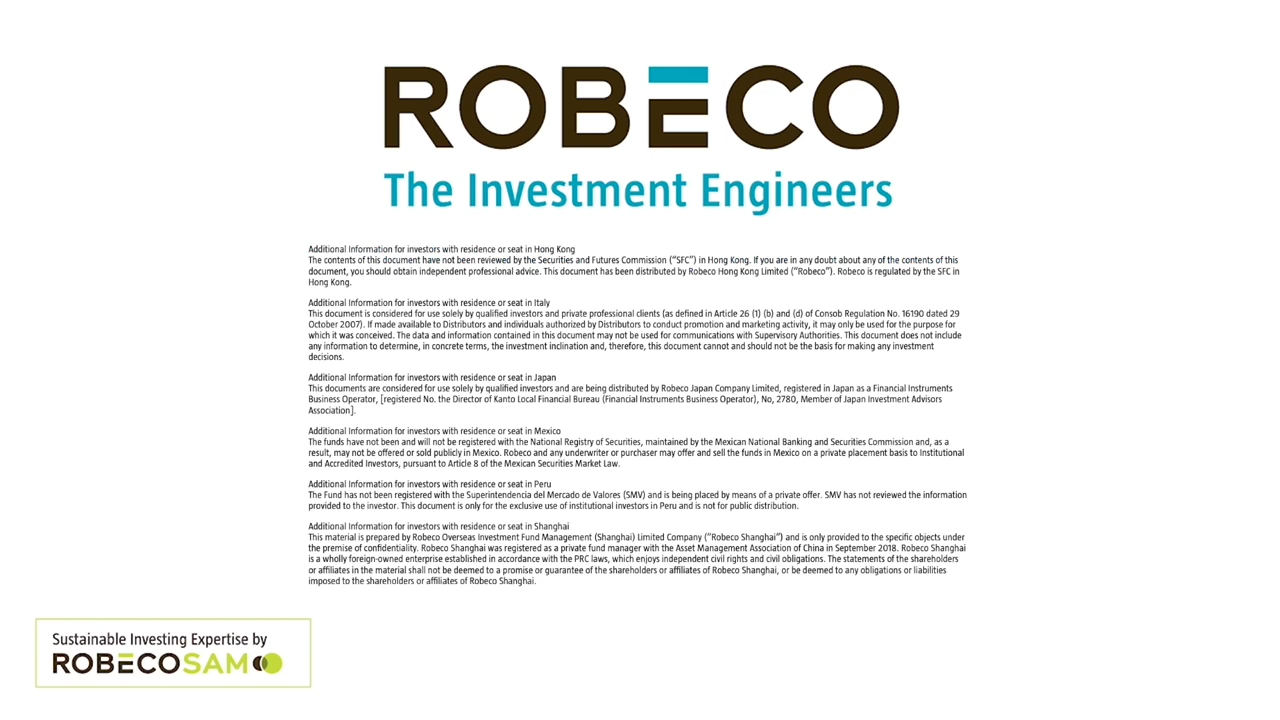 ROBECO
The Investment Engineers
Additional Information for investors with residence or seat in Hong Kong
The contents of this document have not been reviewed by the Securities and Futures Commission (“SFC”) in Hong Kong. If you are in any doubt about any of the contents of this
document, you should obtain independent professional advice. This document has been distributed by Robeco Hong Kong Limited (“Robeco”). Robeco is regulated by the SFC in
Hong Kong.
Additional Information for investors with residence or seat in Italy
This document is considered for use solely by qualified investors and private professional clients (as defined in Article 26 (1) (b) and (d) of Consob Regulation No. 16190 dated 29
October 2007). If made available to Distributors and individuals authorized by Distributors to conduct promotion and marketing activity, it may only be used for the purpose for
which it was conceived. The data and information contained in this document may not be used for communications with Supervisory Authorities. This document does not include
any information to determine, in concrete terms, the investment inclination and, therefore, this document cannot and should not be the basis for making any investment
decisions.
Additional Information for investors with residence or seat in Japan
This documents are considered for use solely by qualified investors and are being distributed by Robeco Japan Company Limited, registered in Japan as a Financial Instruments
Business Operator, [registered No. the Director of Kanto Local Financial Bureau (Financial Instruments Business Operator), No, 2780, Member of Japan Investment Advisors
Association].
Additional Information for investors with residence or seat in Mexico
The funds have not been and will not be registered with the National Registry of Securities, maintained by the Mexican National Banking and Securities Commission and, as a
result, may not be offered or sold publicly in Mexico. Robeco and any underwriter or purchaser may offer and sell the funds in Mexico on a private placement basis to Institutional
and Accredited Investors, pursuant to Article 8 of the Mexican Securities Market Law.
Additional Information for investors with residence or seat in Peru
The Fund has not been registered with the Superintendencia del Mercado de Valores (SMV) and is being placed by means of a private offer. SMV has not reviewed the information
provided to the investor. This document is only for the exclusive use of institutional investors in Peru and is not for public distribution.
Additional Information for investors with residence or seat in Shanghai
This material is prepared by Robeco Overseas Investment Fund Management (Shanghai) Limited Company (“Robeco Shanghai”) and is only provided to the specific objects under
the premise of confidentiality. Robeco Shanghai was registered as a private fund manager with the Asset Management Association of China in September 2018. Robeco Shanghai
is a wholly foreign-owned enterprise established in accordance with the PRC laws, which enjoys independent civil rights and civil obligations. The statements of the shareholders
or affiliates in the material shall not be deemed to a promise or guarantee of the shareholders or affiliates of Robeco Shanghai, or be deemed to any obligations or liabilities
imposed to the shareholders or affiliates of Robeco Shanghai.
Sustainable Investing Expertise by
ROBECOSAM